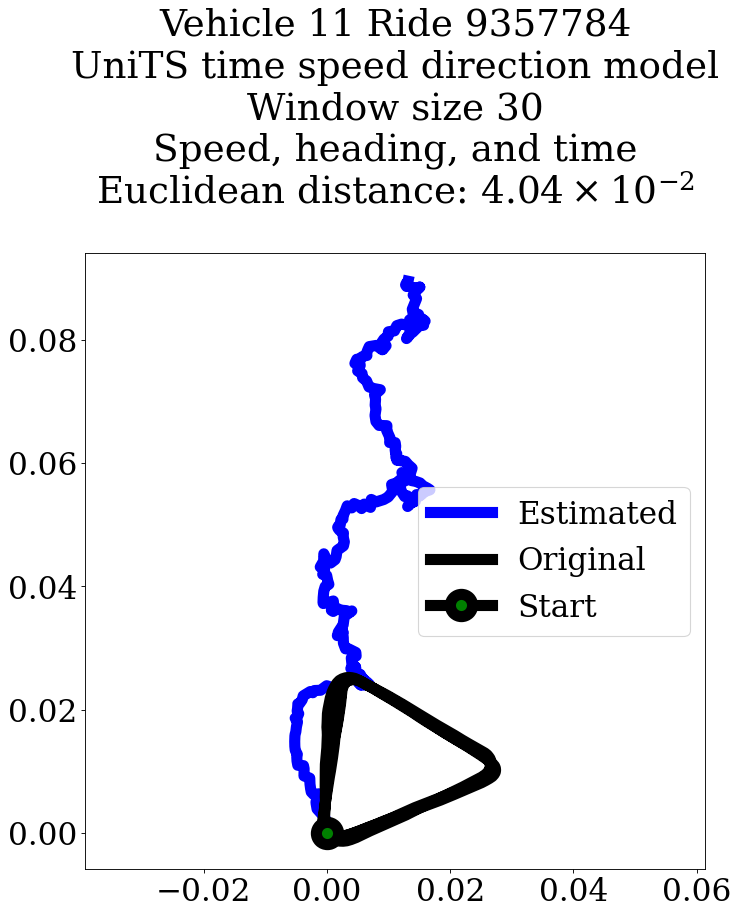 Vehicle 11 Ride 9357784
UniTS time speed direction model
Window size 30
Speed, heading, and time
Euclidean distance: 4.04 × 10⁻²
0.08
0.06
0.04
0.02
0.00
Estimated
Original
Start
−0.02 0.00 0.02 0.04 0.06